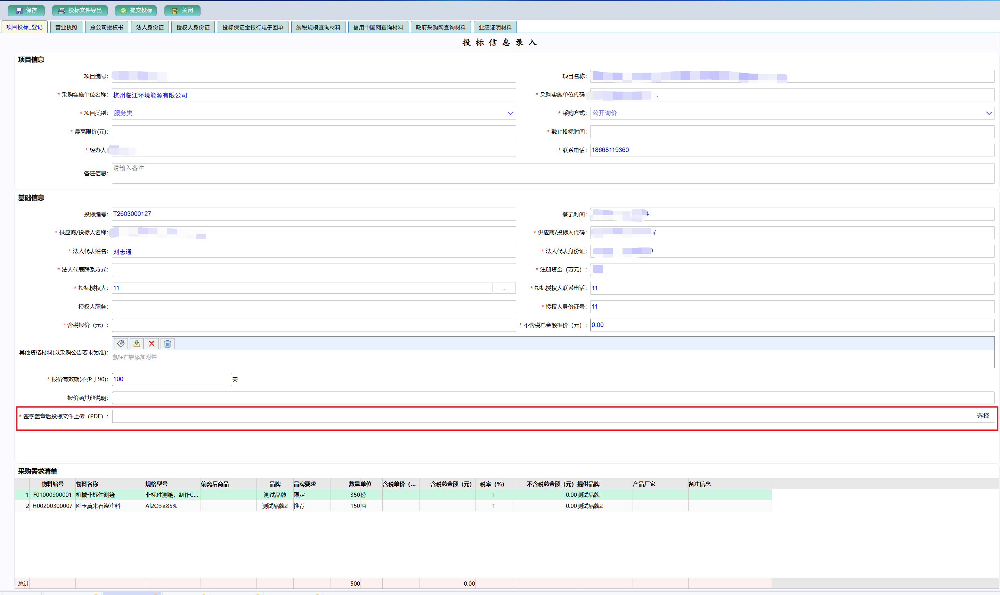 保存 投标文件导出 提交投标 关闭
项目投标_登记 营业执照 总公司授权书 法人身份证 授权人身份证 投标保证金银行电子回单 纳税规模查询材料 信用中国网查询材料 政府采购网查询材料 业绩证明材料
投标信息录入
项目信息
项目编号: 项目名称:
* 采购实施单位名称: 杭州临江环境能源有限公司 * 采购实施单位代码
* 项目类别: 服务类 * 采购方式: 公开询价
* 最高限价(元): * 截止投标时间:
* 经办人 * 联系电话: 18668119360
备注信息: 请输入备注
基础信息
投标编号: T2603000127 登记时间: 4
* 供应商/投标人名称: * 供应商/投标人代码:
* 法人代表姓名: 刘志通 * 法人代表身份证:
* 法人代表联系方式: * 注册资金（万元）:
* 投标授权人: 11 ... * 投标授权人联系电话: 11
授权人职务: * 授权人身份证号: 11
* 含税报价（元）: * 不含税总金额报价（元）: 0.00
其他资格材料(以采购公告要求为准): 鼠标右键添加附件
* 报价有效期(不少于90): 100 天
报价函其他说明:
* 签字盖章后投标文件上传（PDF）: 选择
采购需求清单
物料编号 物料名称 规格型号 偏离后商品 品牌 品牌要求 数量 单位 含税单价（... 含税总金额（元） 税率（%） 不含税总金额（元） 提供品牌 产品厂家 备注信息
1 F01000900001 机械非标件测绘 非标件测绘，制作C... 测试品牌 限定 350 份 1 0.00 测试品牌
2 H00200300007 刚玉莫来石浇注料 Al2O3≥85% 测试品牌2 推荐 150 吨 1 0.00 测试品牌2
总计 500 0.00